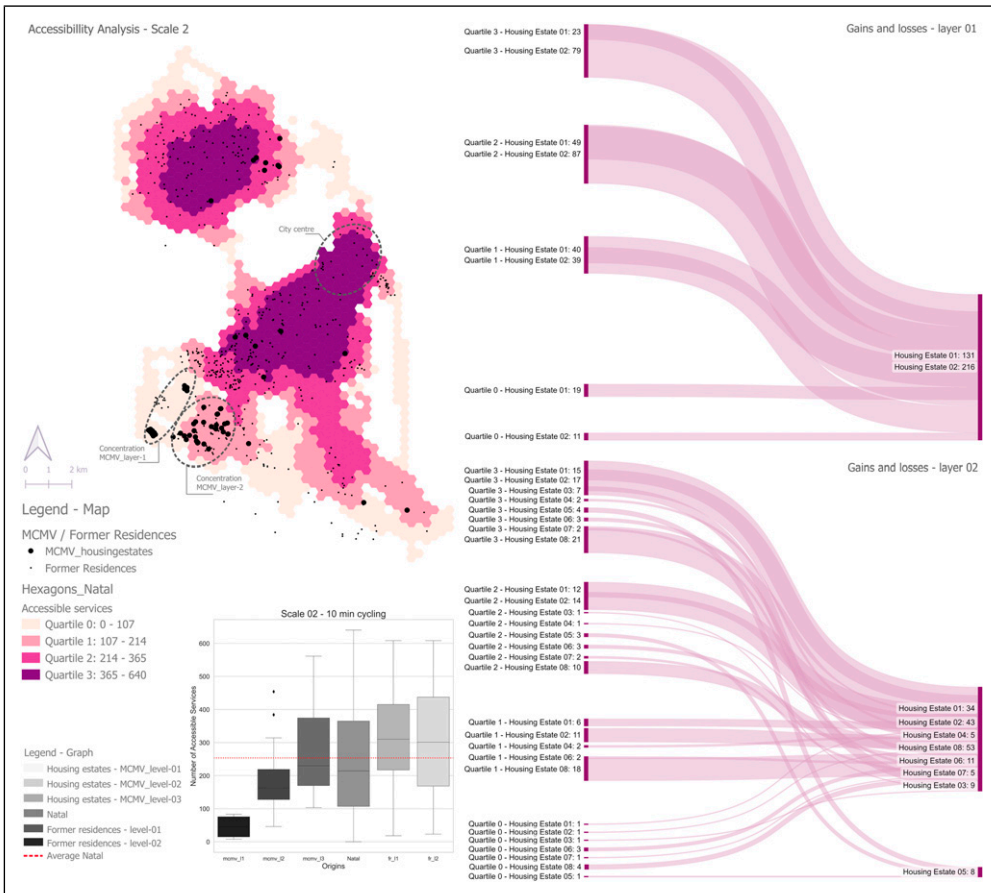 Accessibillity Analysis - Scale 2
City centre
Concentration
MCMV_layer-1
Concentration
MCMV_layer-2
0 1 2 km
Legend - Map
MCMV / Former Residences
MCMV_housingestates
Former Residences
Hexagons_Natal
Accessible services
Quartile 0: 0 - 107
Quartile 1: 107 - 214
Quartile 2: 214 - 365
Quartile 3: 365 - 640
Legend - Graph
Housing estates - MCMV_level-01
Housing estates - MCMV_level-02
Housing estates - MCMV_level-03
Natal
Former residences - level-01
Former residences - level-02
Average Natal
Scale 02 - 10 min cycling
Number of Accessible Services
600
500
400
300
200
100
0
mcmv_l1
mcmv_l2
mcmv_l3
Natal
fr_l1
fr_l2
Origins
Gains and losses - layer 01
Quartile 3 - Housing Estate 01: 23
Quartile 3 - Housing Estate 02: 79
Quartile 2 - Housing Estate 01: 49
Quartile 2 - Housing Estate 02: 87
Quartile 1 - Housing Estate 01: 40
Quartile 1 - Housing Estate 02: 39
Quartile 0 - Housing Estate 01: 19
Quartile 0 - Housing Estate 02: 11
Housing Estate 01: 131
Housing Estate 02: 216
Gains and losses - layer 02
Quartile 3 - Housing Estate 01: 15
Quartile 3 - Housing Estate 02: 17
Quartile 3 - Housing Estate 03: 7
Quartile 3 - Housing Estate 04: 2
Quartile 3 - Housing Estate 05: 4
Quartile 3 - Housing Estate 06: 3
Quartile 3 - Housing Estate 07: 2
Quartile 3 - Housing Estate 08: 21
Quartile 2 - Housing Estate 01: 12
Quartile 2 - Housing Estate 02: 14
Quartile 2 - Housing Estate 03: 1
Quartile 2 - Housing Estate 04: 1
Quartile 2 - Housing Estate 05: 3
Quartile 2 - Housing Estate 06: 3
Quartile 2 - Housing Estate 07: 2
Quartile 2 - Housing Estate 08: 10
Quartile 1 - Housing Estate 01: 6
Quartile 1 - Housing Estate 02: 11
Quartile 1 - Housing Estate 04: 2
Quartile 1 - Housing Estate 06: 2
Quartile 1 - Housing Estate 08: 18
Quartile 0 - Housing Estate 01: 1
Quartile 0 - Housing Estate 02: 1
Quartile 0 - Housing Estate 03: 1
Quartile 0 - Housing Estate 06: 3
Quartile 0 - Housing Estate 07: 1
Quartile 0 - Housing Estate 08: 4
Quartile 0 - Housing Estate 05: 1
Housing Estate 01: 34
Housing Estate 02: 43
Housing Estate 04: 5
Housing Estate 08: 53
Housing Estate 06: 11
Housing Estate 07: 5
Housing Estate 03: 9
Housing Estate 05: 8